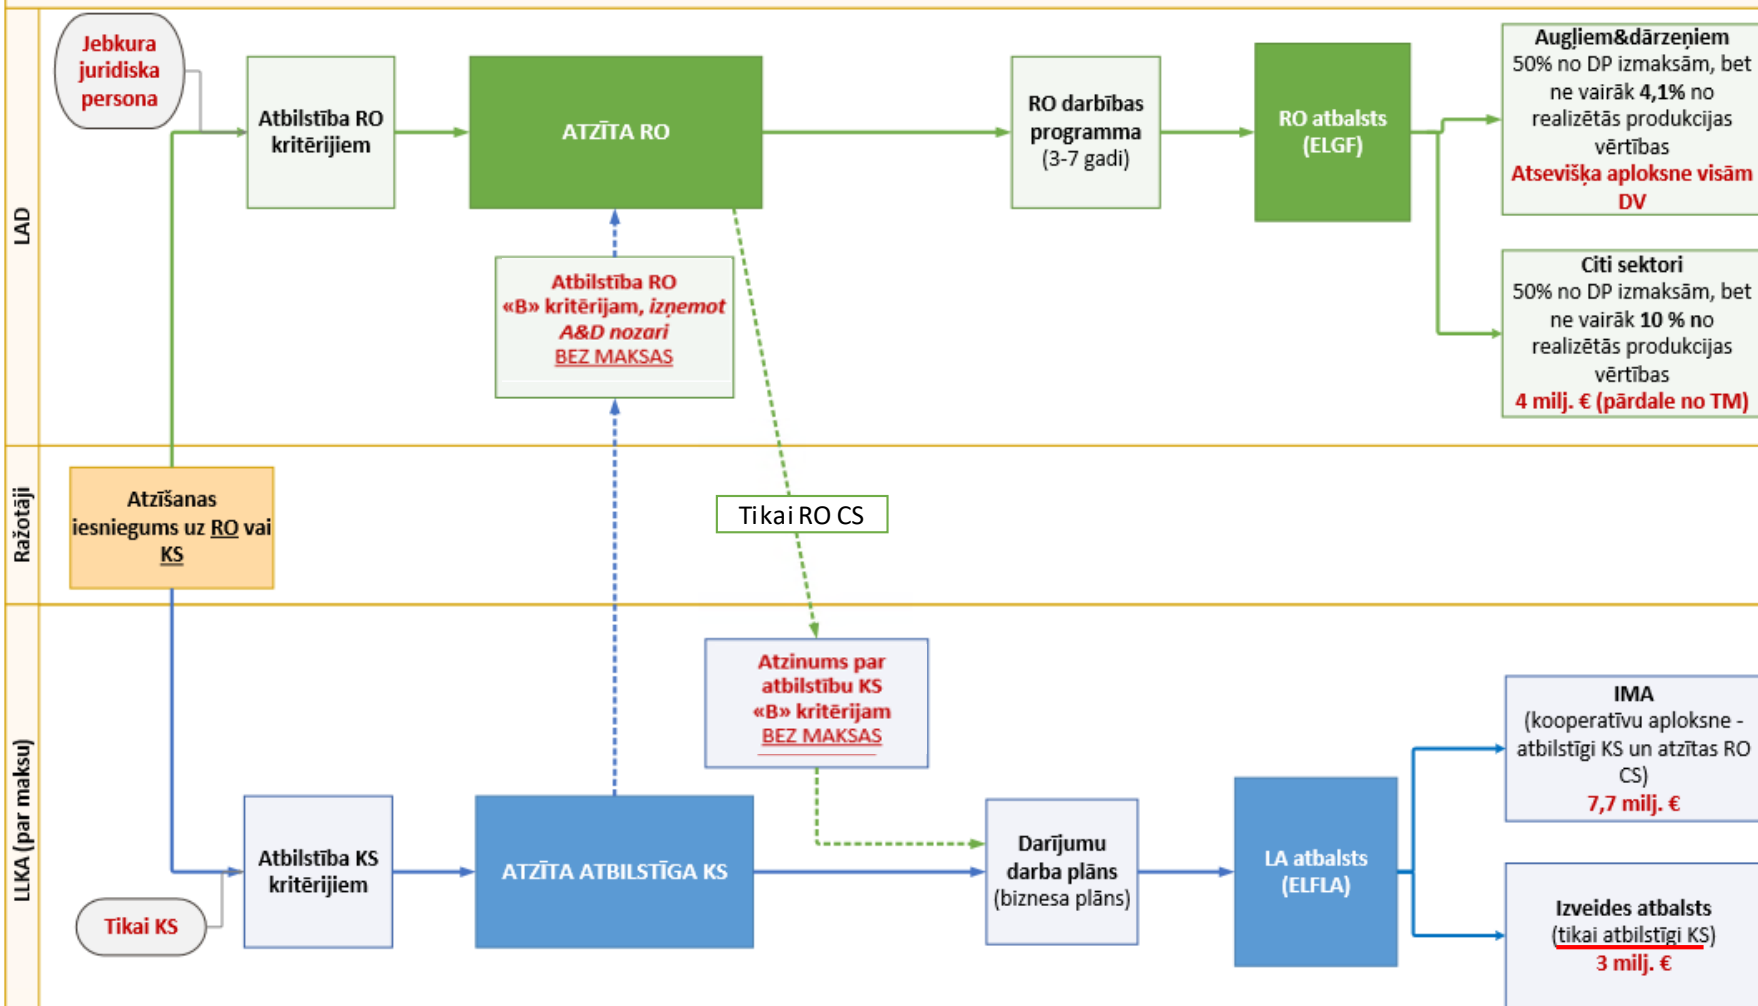 LAD
Jebkura
juridiska
persona
Atbilstība RO
kritērijiem
ATZĪTA RO
RO darbības
programma
(3-7 gadi)
RO atbalsts
(ELGF)
Augļiem&dārzeņiem
50% no DP izmaksām, bet
ne vairāk 4,1% no
realizētās produkcijas
vērtības
Atsevišķa aploksne visām
DV
Atbilstība RO
«B» kritērijam, izņemot
A&D nozari
BEZ MAKSAS
Citi sektori
50% no DP izmaksām, bet
ne vairāk 10 % no
realizētās produkcijas
vērtības
4 milj. € (pārdale no TM)
Ražotāji
Atzīšanas
iesniegums uz RO vai
KS
Tikai RO CS
LLKA (par maksu)
Atzinums par
atbilstību KS
«B» kritērijam
BEZ MAKSAS
Tikai KS
Atbilstība KS
kritērijiem
ATZĪTA ATBILSTĪGA KS
Darījumu
darba plāns
(biznesa plāns)
LA atbalsts
(ELFLA)
IMA
(kooperatīvu aploksne -
atbilstīgi KS un atzītas RO
CS)
7,7 milj. €
Izveides atbalsts
(tikai atbilstīgi KS)
3 milj. €